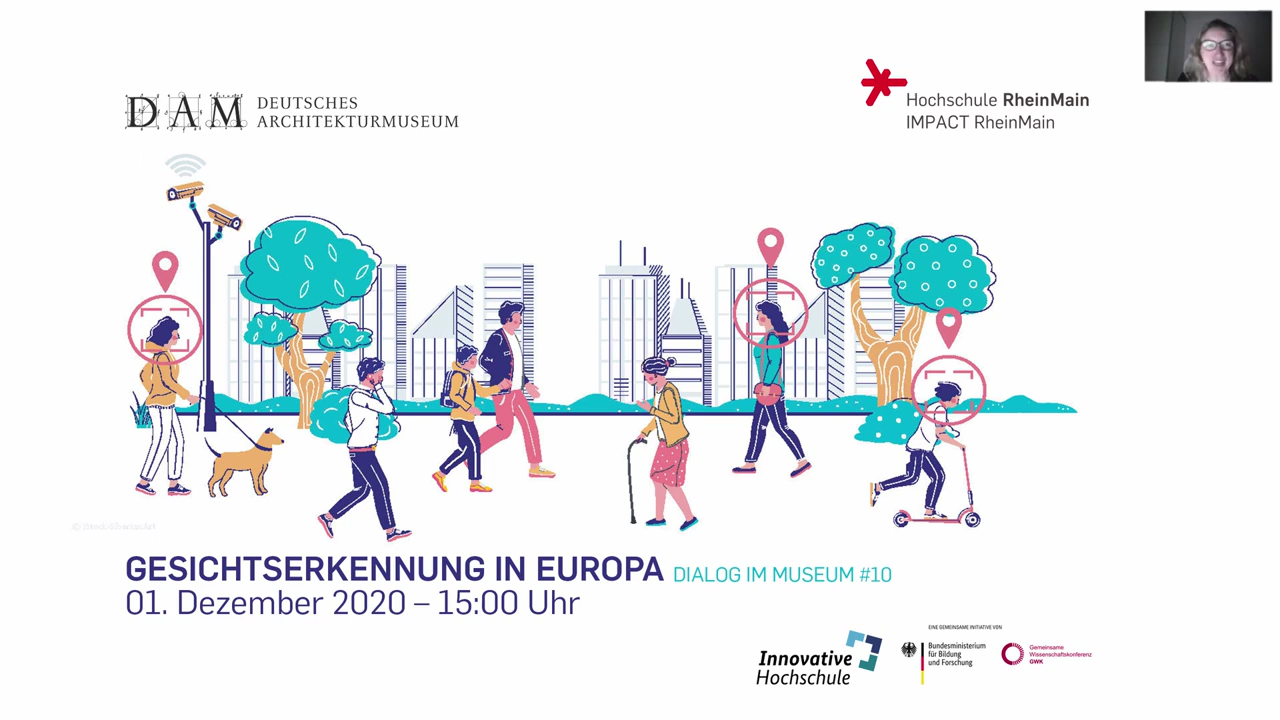 DAM DEUTSCHES
ARCHITEKTURMUSEUM
Hochschule RheinMain
IMPACT RheinMain
GESICHTSERKENNUNG IN EUROPA DIALOG IM MUSEUM #10
01. Dezember 2020 – 15:00 Uhr
EINE GEMEINSAME INITIATIVE VON
Innovative
Hochschule
Bundesministerium
für Bildung
und Forschung
Gemeinsame
Wissenschaftskonferenz
GWK